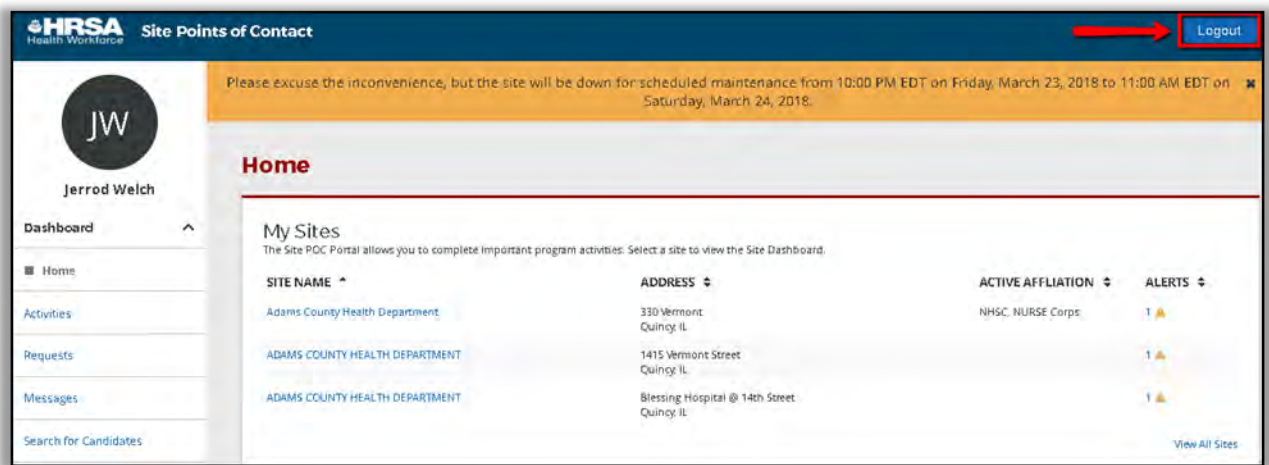 HRSA
Health Workforce
Site Points of Contact
Logout
Please excuse the inconvenience, but the site will be down for scheduled maintenance from 10:00 PM EDT on Friday, March 23, 2018 to 11:00 AM EDT on
Saturday, March 24, 2018.
JW
Jerrod Welch
Dashboard
Home
Activities
Requests
Messages
Search for Candidates
Home
My Sites
The Site POC Portal allows you to complete important program activities. Select a site to view the Site Dashboard.
SITE NAME ADDRESS ACTIVE AFFLIATION ALERTS
Adams County Health Department 330 Vermont NHSC, NURSE Corps 1
Quincy, IL
ADAMS COUNTY HEALTH DEPARTMENT 1415 Vermont Street 1
Quincy, IL
ADAMS COUNTY HEALTH DEPARTMENT Blessing Hospital @ 14th Street 1
Quincy, IL
View All Sites